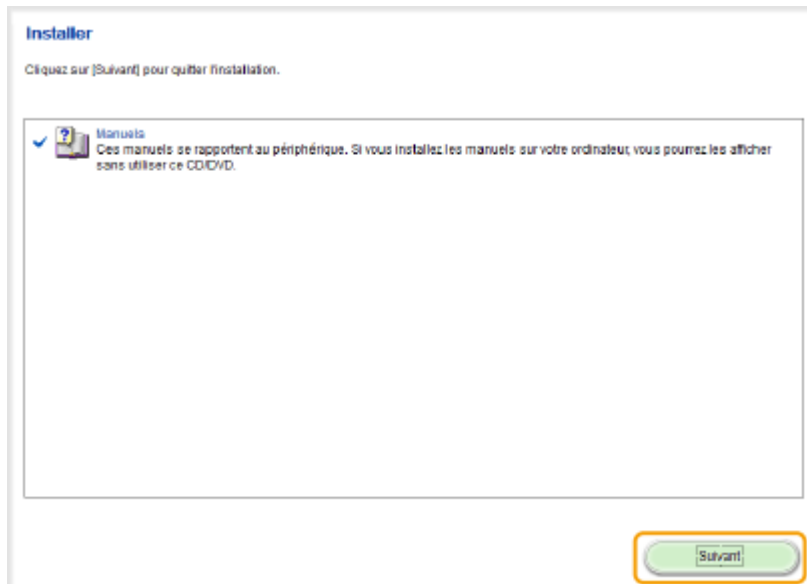 Installer
Cliquez sur [Suivant] pour quitter l'installation.
Manuels
Ces manuels se rapportent au périphérique. Si vous installez les manuels sur votre ordinateur, vous pourrez les afficher
sans utiliser ce CD/DVD.
Suivant